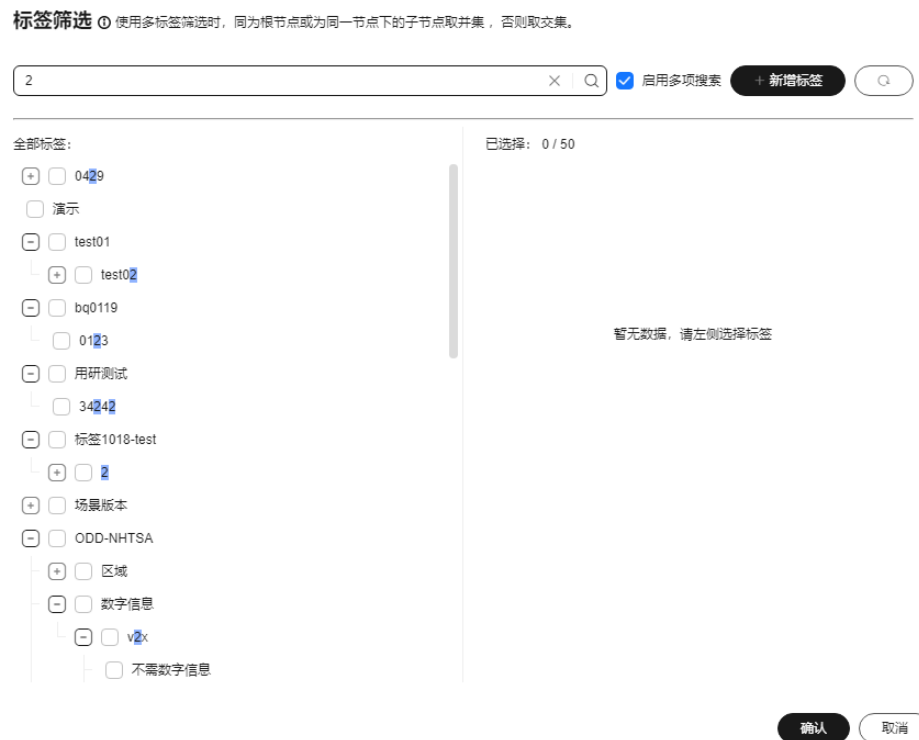 标签筛选 使用多标签筛选时，同为根节点或为同一节点下的子节点取并集，否则取交集。
2 启用多项搜素 + 新增标签
全部标签:
已选择: 0 / 50
0429
演示
test01
test02
bq0119
0123
暂无数据，请左侧选择标签
用研测试
34242
标签1018-test
2
场景版本
ODD-NHTSA
区域
数字信息
v2x
不需数字信息
确认 取消